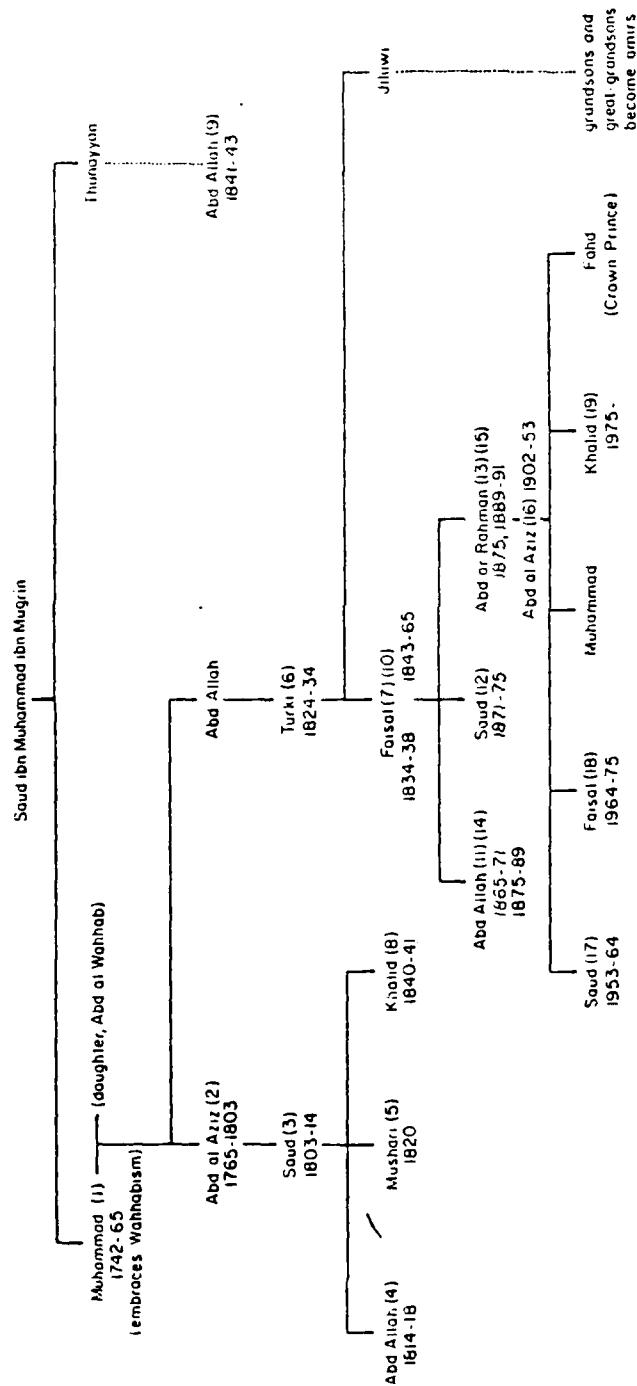 Saud ibn Muhammad ibn Mugrin
Muhammad (1)
1742-65
(embraces Wahhabism)
(daughter, Abd al Wahhab)
Thunayyan
Abd al Aziz (2)
1765-1803
Abd Allah
Abd Allah (9)
1841-43
Saud (3)
1803-14
Turki (6)
1824-34
Abd Allah (4)
1814-18
Mushari (5)
1820
Khalid (8)
1840-41
Faisal (7) (10)
1834-38 1843-65
Jiluwi
Abd Allah (11) (14)
1865-71
1875-89
Saud (12)
1871-75
Abd ar Rahman (13) (15)
1875, 1889-91
Abd al Aziz (16) 1902-53
Saud (17)
1953-64
Faisal (18)
1964-75
Muhammad
Khalid (19)
1975-
Fahd
(Crown Prince)
grandsons and
great-grandsons
become amirs